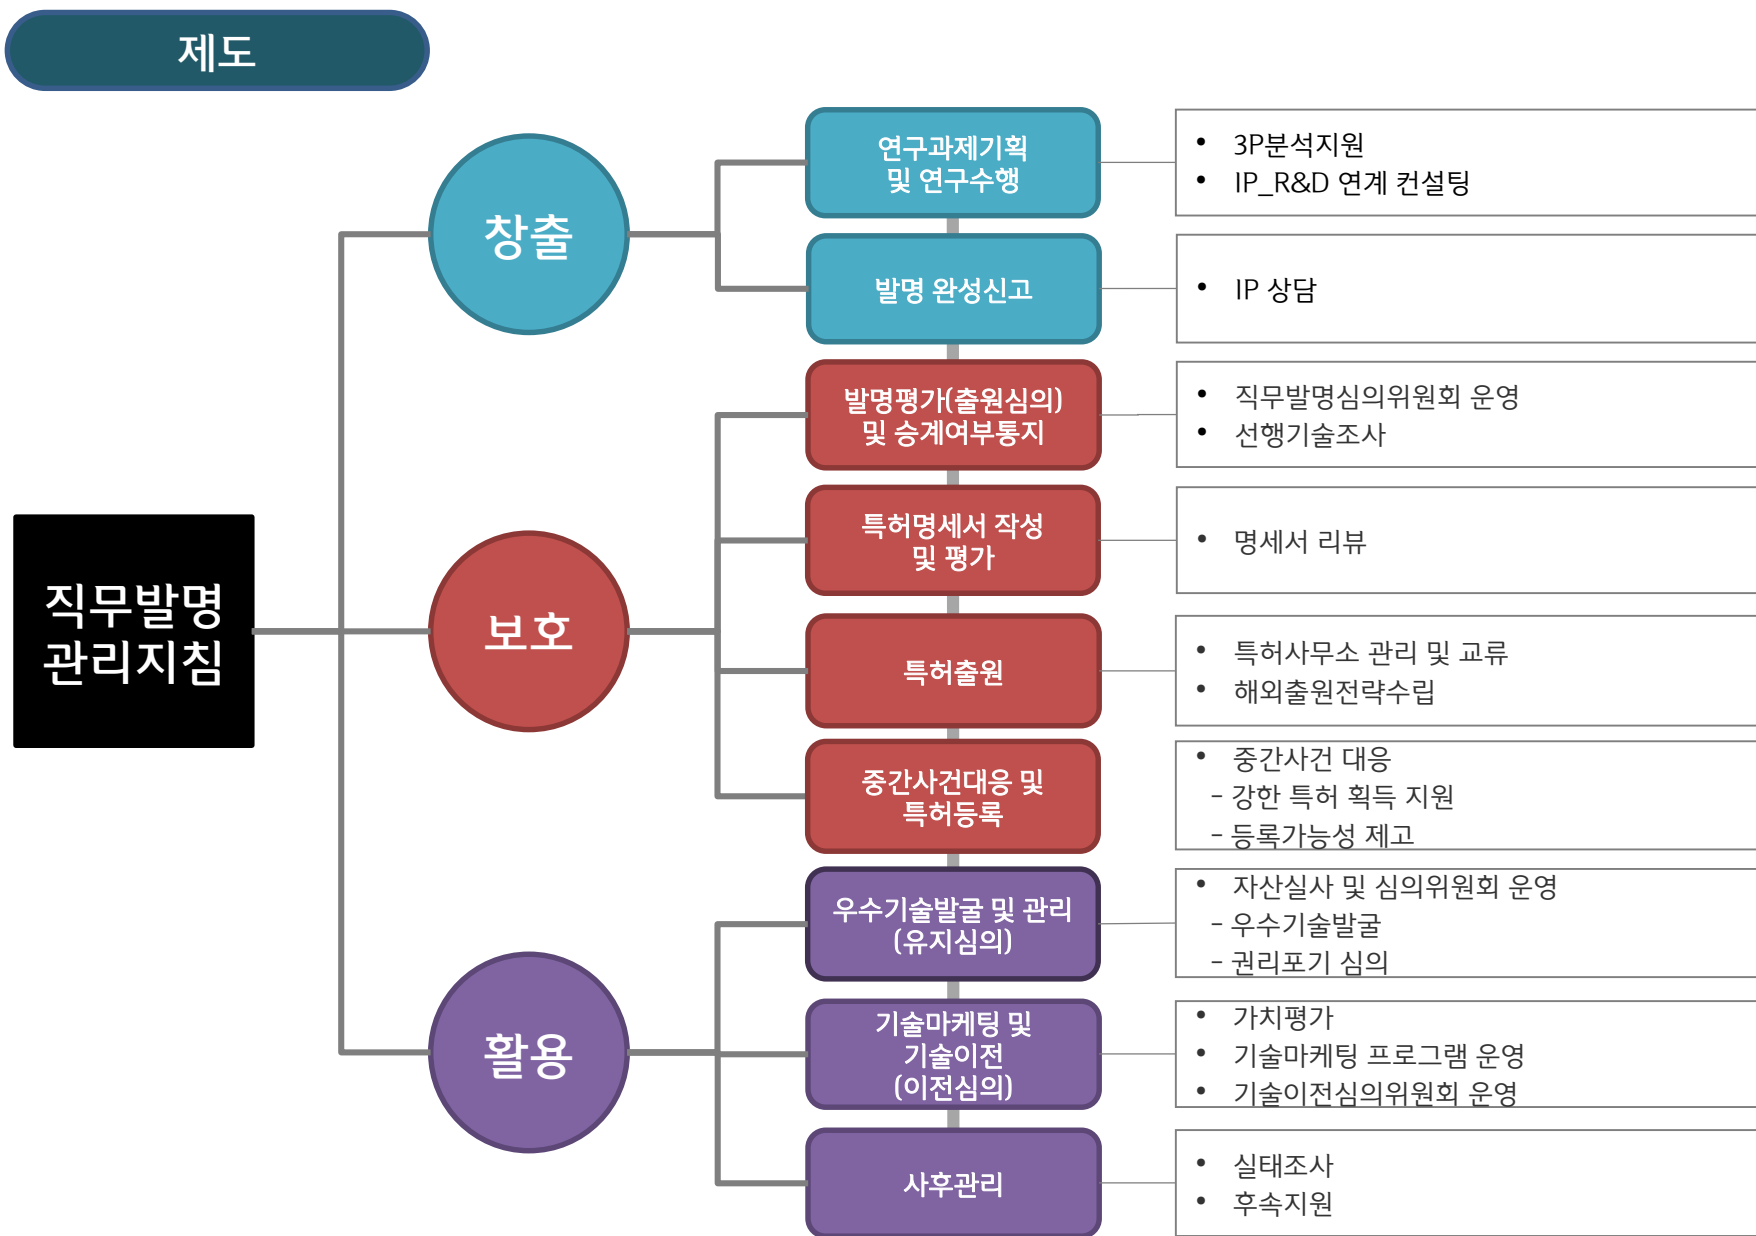 제도
직무발명
관리지침
창출
연구과제기획
및 연구수행
• 3P분석지원
• IP_R&D 연계 컨설팅
발명 완성신고
• IP 상담
보호
발명평가(출원심의)
및 승계여부통지
• 직무발명심의위원회 운영
• 선행기술조사
특허명세서 작성
및 평가
• 명세서 리뷰
특허출원
• 특허사무소 관리 및 교류
• 해외출원전략수립
중간사건대응 및
특허등록
• 중간사건 대응
- 강한 특허 획득 지원
- 등록가능성 제고
활용
우수기술발굴 및 관리
(유지심의)
• 자산실사 및 심의위원회 운영
- 우수기술발굴
- 권리포기 심의
기술마케팅 및
기술이전
(이전심의)
• 가치평가
• 기술마케팅 프로그램 운영
• 기술이전심의위원회 운영
사후관리
• 실태조사
• 후속지원